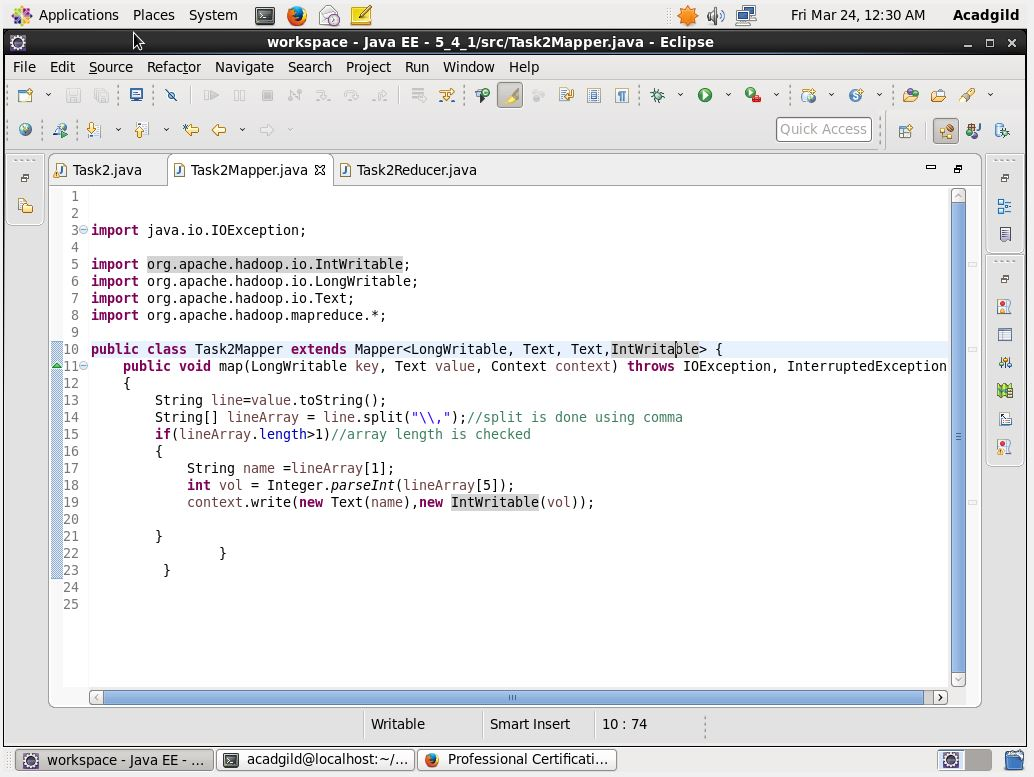 Applications Places System Fri Mar 24, 12:30 AM Acadgild
workspace - Java EE - 5_4_1/src/Task2Mapper.java - Eclipse
File Edit Source Refactor Navigate Search Project Run Window Help
Quick Access
Task2.java Task2Mapper.java Task2Reducer.java
1
2
3 import java.io.IOException;
4
5 import org.apache.hadoop.io.IntWritable;
6 import org.apache.hadoop.io.LongWritable;
7 import org.apache.hadoop.io.Text;
8 import org.apache.hadoop.mapreduce.*;
9
10 public class Task2Mapper extends Mapper<LongWritable, Text, Text,IntWritable> {
11 public void map(LongWritable key, Text value, Context context) throws IOException, InterruptedException
12 {
13 String line=value.toString();
14 String[] lineArray = line.split("\\,");//split is done using comma
15 if(lineArray.length>1)//array length is checked
16 {
17 String name =lineArray[1];
18 int vol = Integer.parseInt(lineArray[5]);
19 context.write(new Text(name),new IntWritable(vol));
20
21 }
22 }
23 }
24
25
Writable Smart Insert 10 : 74
workspace - Java EE - ... acadgild@localhost:~/... Professional Certificati...